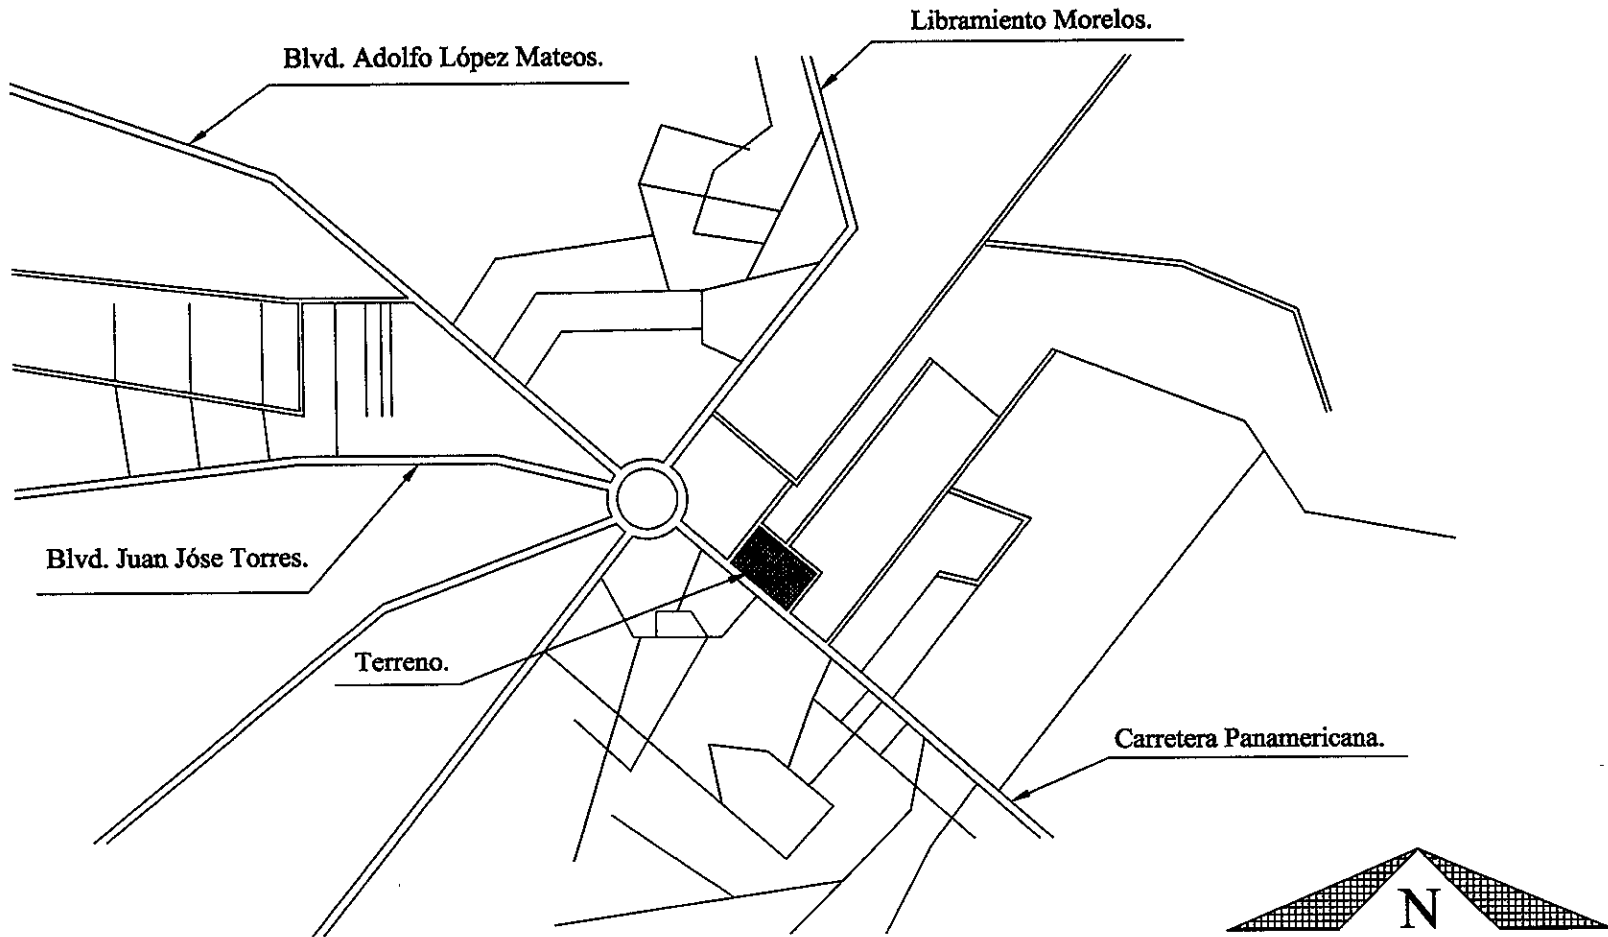 Libramiento Morelos.
Blvd. Adolfo López Mateos.
Blvd. Juan Jóse Torres.
Terreno.
Carretera Panamericana.
N